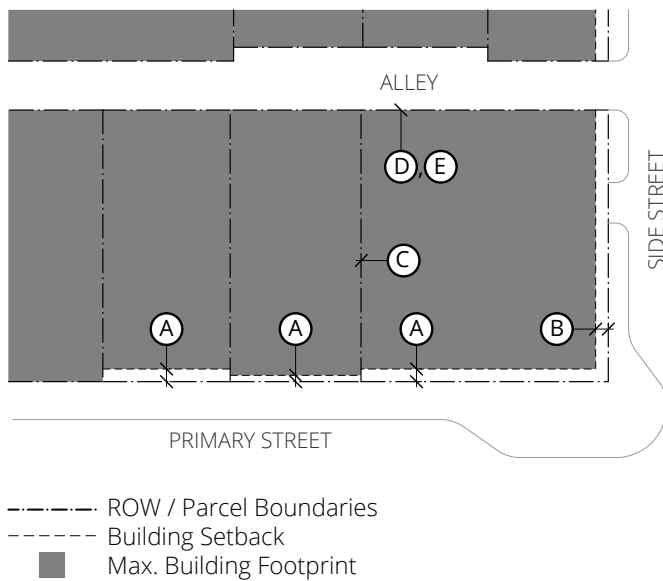 ALLEY
D, E
SIDE STREET
C
A A A B
PRIMARY STREET
ROW / Parcel Boundaries
Building Setback
Max. Building Footprint